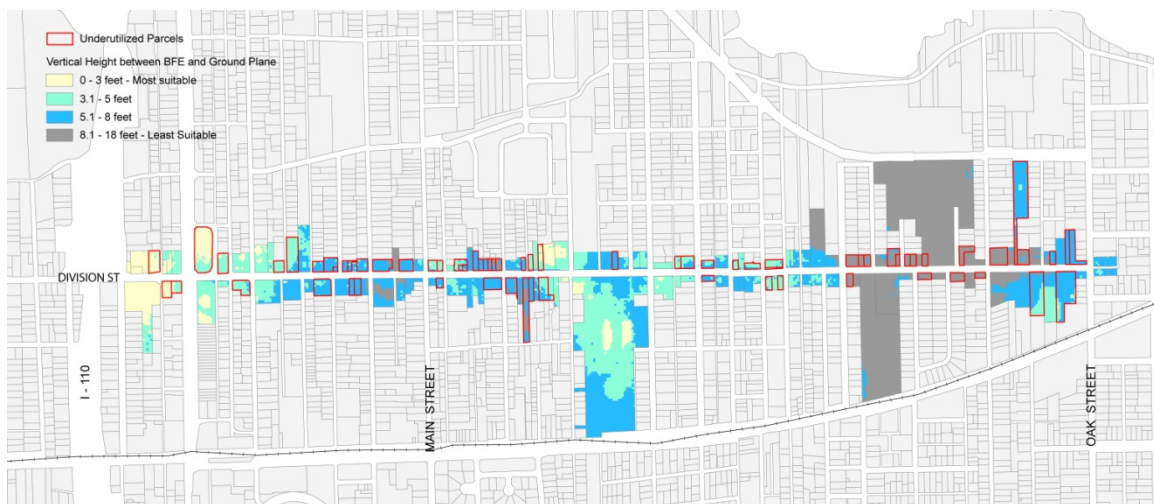 Underutilized Parcels
Vertical Height between BFE and Ground Plane
0 - 3 feet - Most suitable
3.1 - 5 feet
5.1 - 8 feet
8.1 - 18 feet - Least Suitable
DIVISION ST
I - 110
MAIN STREET
OAK STREET